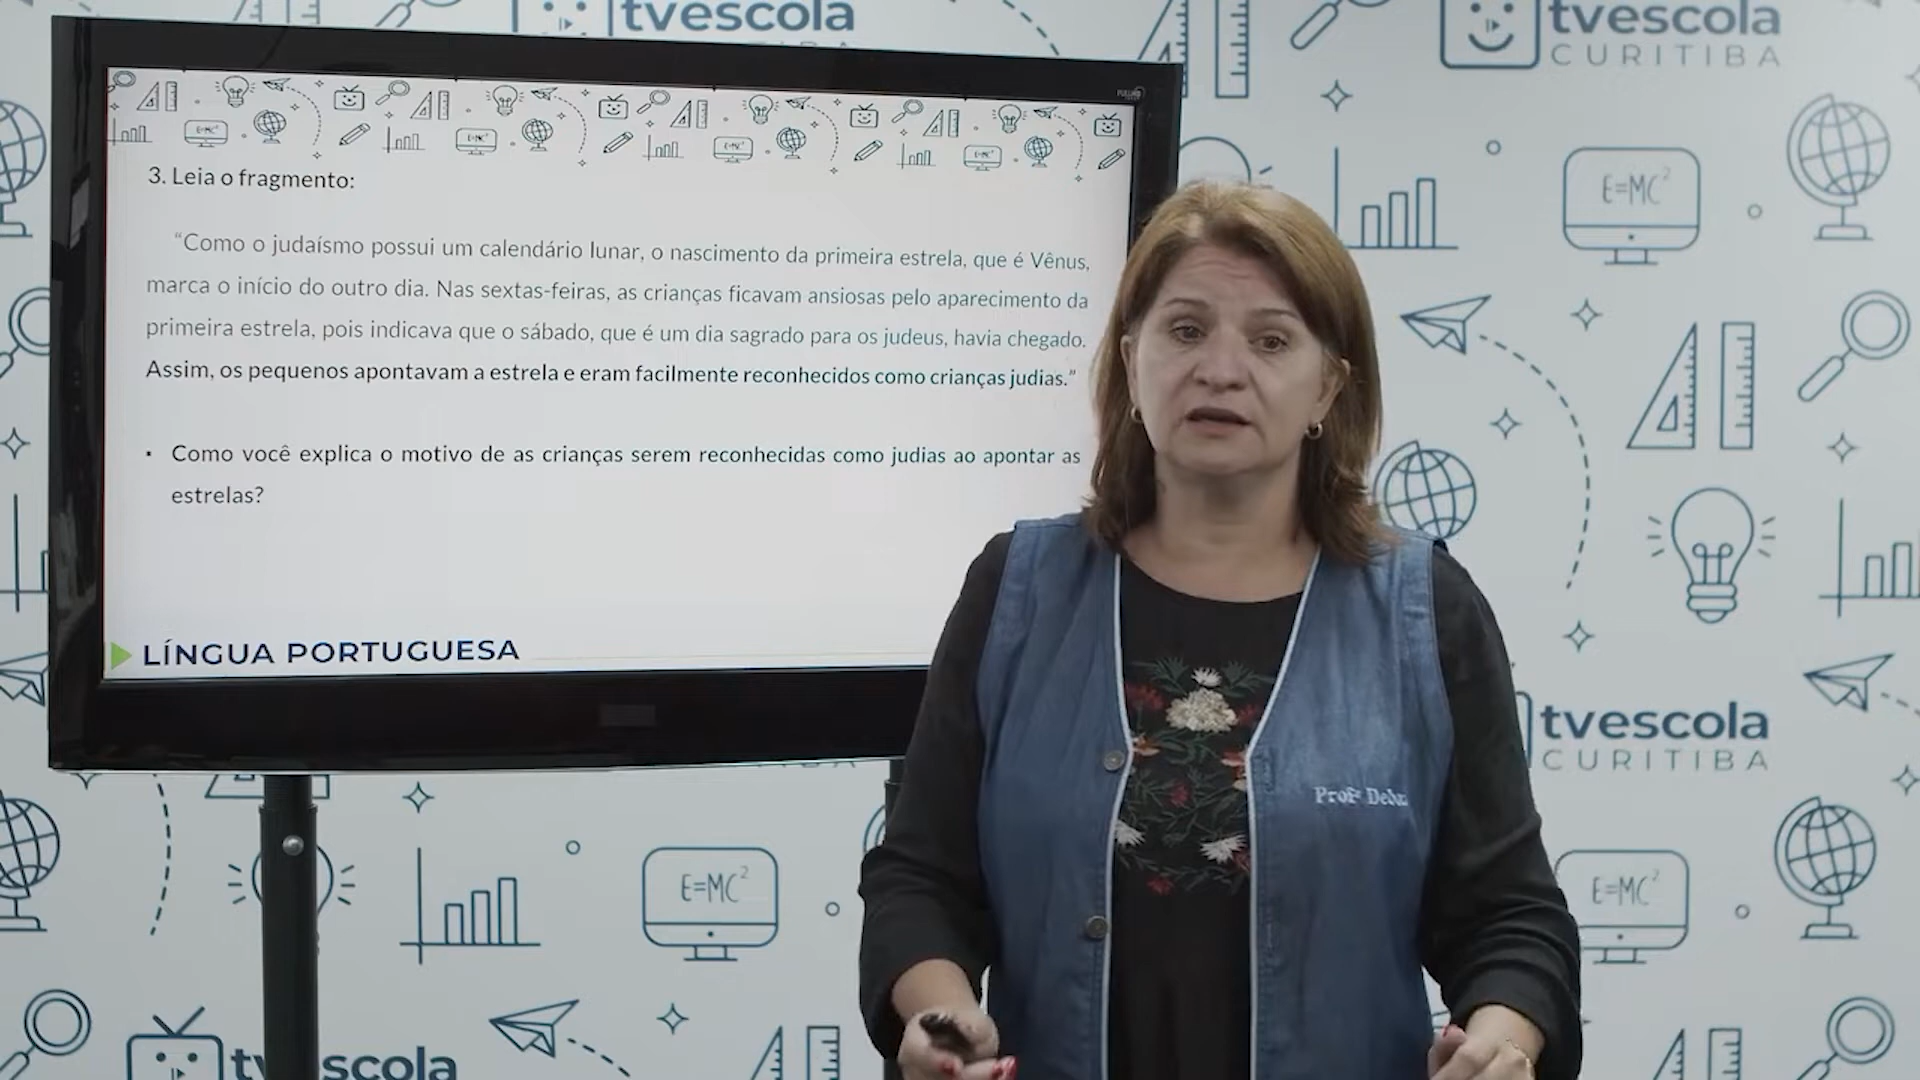 tvescola
tvescola
CURITIBA
3. Leia o fragmento:
“Como o judaísmo possui um calendário lunar, o nascimento da primeira estrela, que é Vênus,
marca o início do outro dia. Nas sextas-feiras, as crianças ficavam ansiosas pelo aparecimento da
primeira estrela, pois indicava que o sábado, que é um dia sagrado para os judeus, havia chegado.
Assim, os pequenos apontavam a estrela e eram facilmente reconhecidos como crianças judias.”
▪ Como você explica o motivo de as crianças serem reconhecidas como judias ao apontar as
estrelas?
LÍNGUA PORTUGUESA
E=MC²
tvescola
CURITIBA
Profª
E=MC²
E=MC²